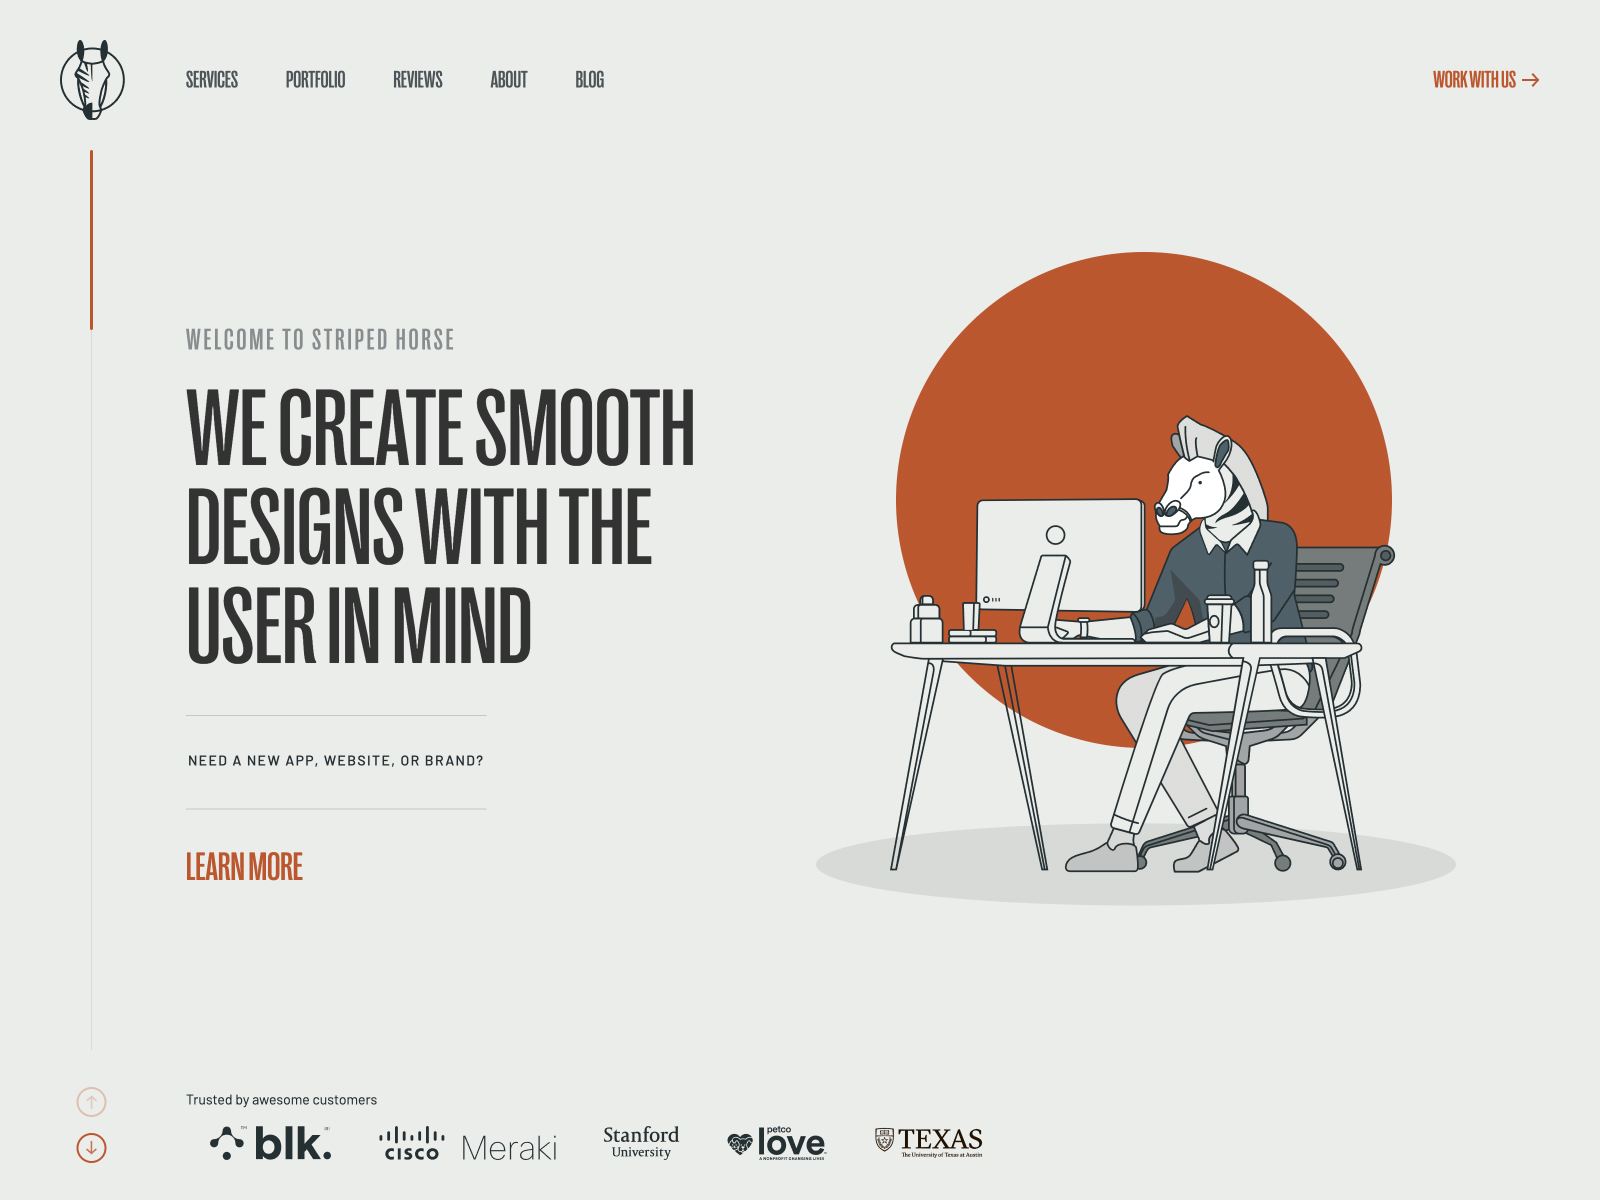 SERVICES
PORTFOLIO
REVIEWS
ABOUT
BLOG
WORK WITH US
WELCOME TO STRIPED HORSE
WE CREATE SMOOTH
DESIGNS WITH THE
USER IN MIND
NEED A NEW APP, WEBSITE, OR BRAND?
LEARN MORE
Trusted by awesome customers
blk.
CISCO Meraki
Stanford
University
petco
love
A NONPROFIT CHANGING LIVES
TEXAS
The University of Texas at Austin